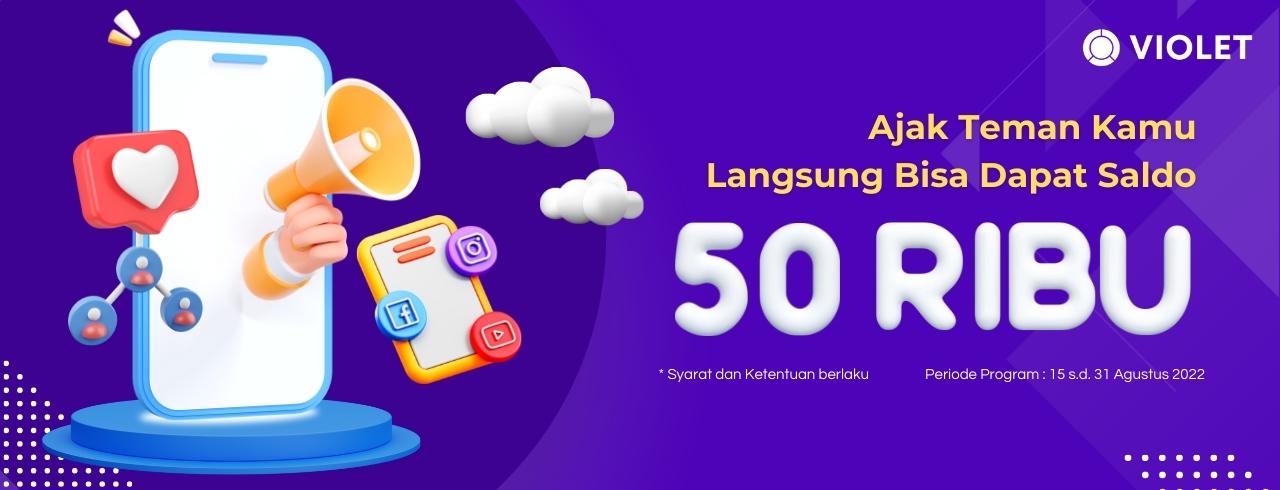 VIOLET
Ajak Teman Kamu
Langsung Bisa Dapat Saldo
50 RIBU
* Syarat dan Ketentuan berlaku
Periode Program : 15 s.d. 31 Agustus 2022